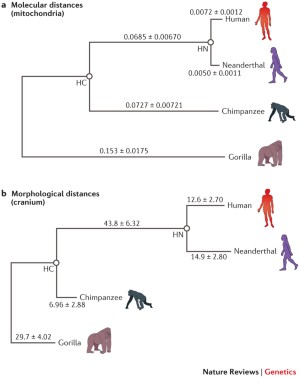 a Molecular distances
(mitochondria)
0.0072 ± 0.0012
Human
0.0685 ± 0.00670
HN
Neanderthal
0.0050 ± 0.0011
HC
0.0727 ± 0.00721
Chimpanzee
0.153 ± 0.0175
Gorilla
b Morphological distances
(cranium)
12.6 ± 2.70
Human
43.8 ± 6.32
HN
Neanderthal
14.9 ± 2.80
HC
Chimpanzee
6.96 ± 2.88
29.7 ± 4.02
Gorilla
Nature Reviews | Genetics